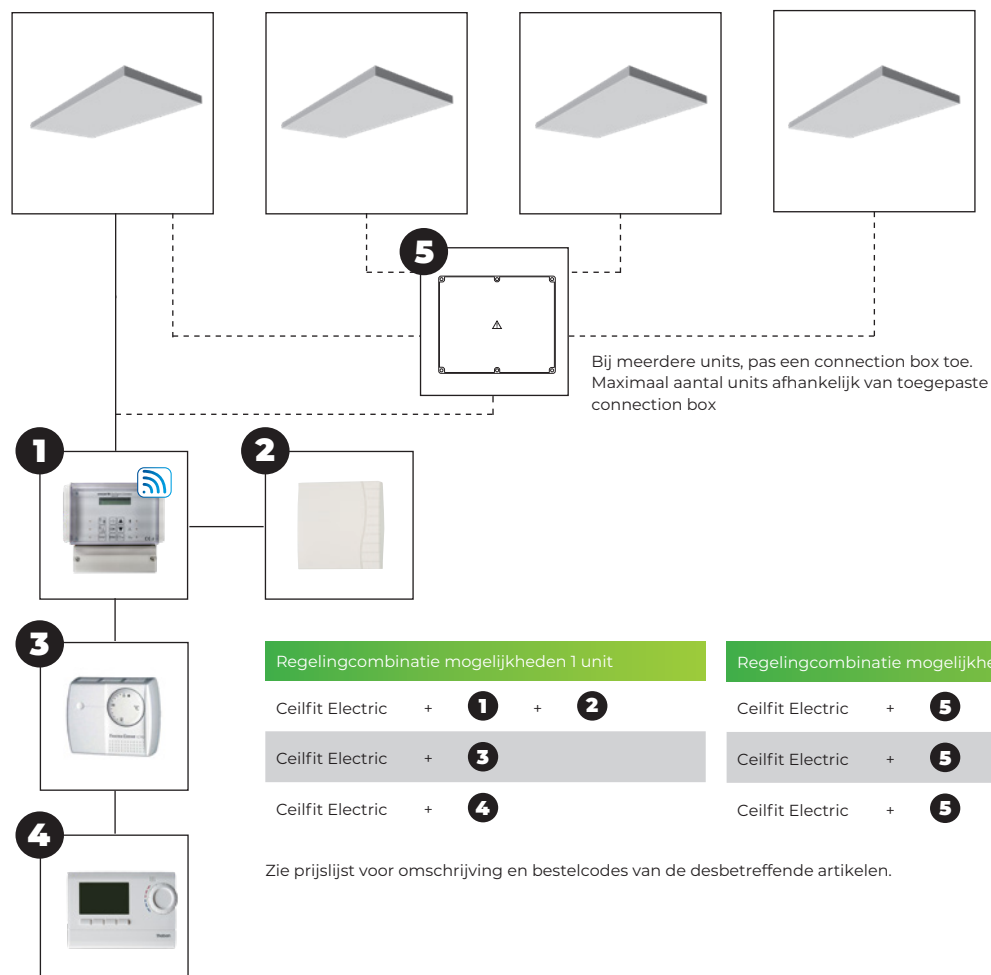 5
Bij meerdere units, pas een connection box toe.
Maximaal aantal units afhankelijk van toegepaste
connection box
1
2
3
Regelingcombinatie mogelijkheden 1 unit
Ceilfit Electric + 1 + 2
Ceilfit Electric + 3
Ceilfit Electric + 4
Regelingcombinatie mogelijkhe
Ceilfit Electric + 5
Ceilfit Electric + 5
Ceilfit Electric + 5
4
Zie prijslijst voor omschrijving en bestelcodes van de desbetreffende artikelen.